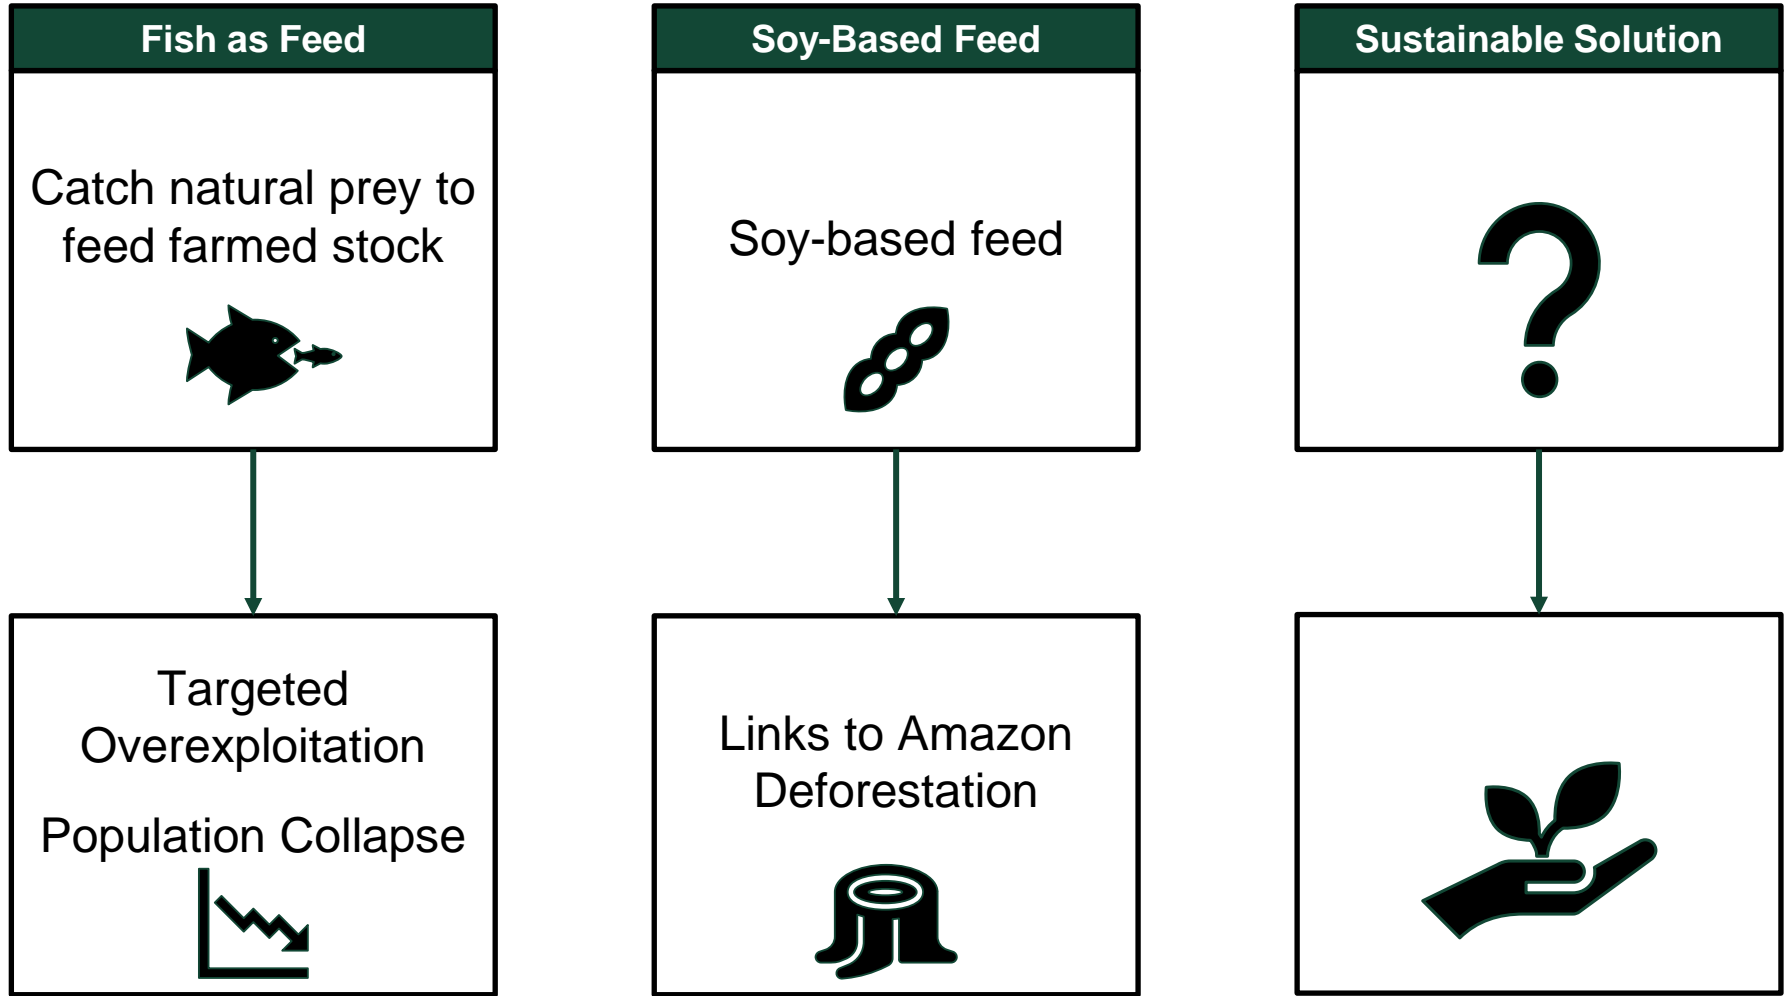 Fish as Feed
Catch natural prey to
feed farmed stock
Targeted
Overexploitation
Population Collapse
Soy-Based Feed
Soy-based feed
Links to Amazon
Deforestation
Sustainable Solution
?